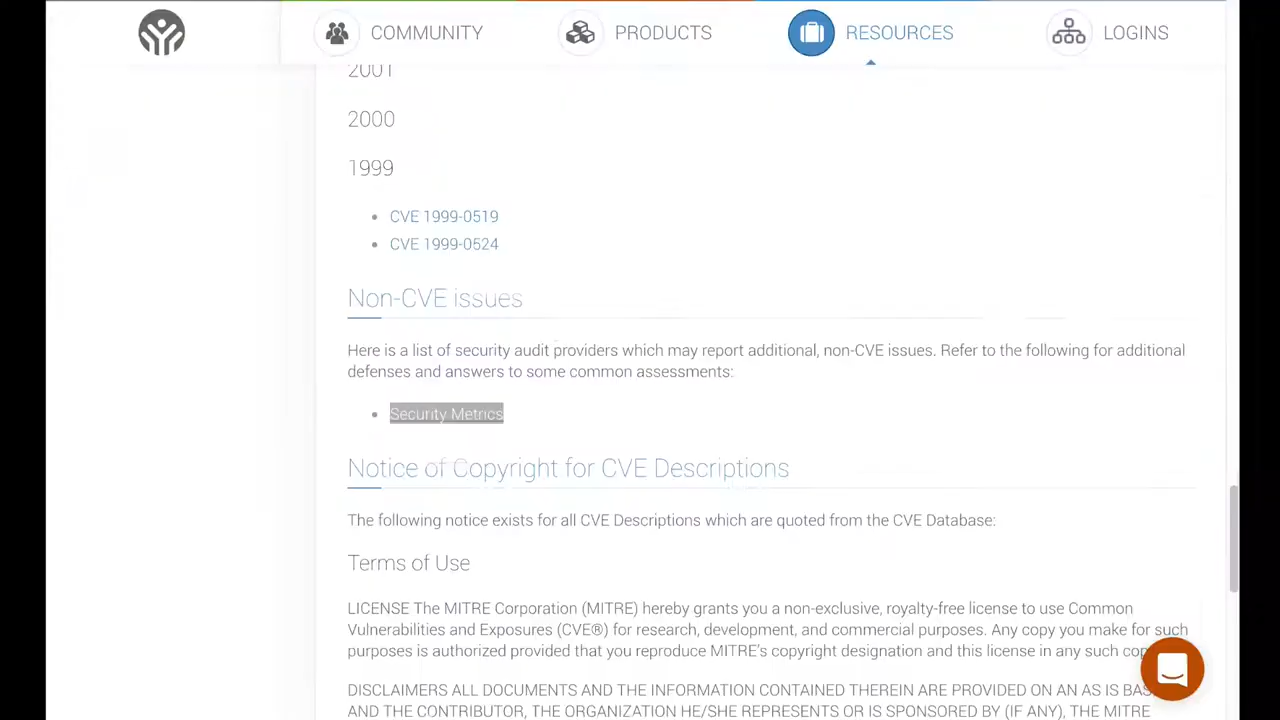 COMMUNITY
PRODUCTS
RESOURCES
LOGINS
2001
2000
1999
CVE 1999-0519
CVE 1999-0524
Non-CVE issues
Here is a list of security audit providers which may report additional, non-CVE issues. Refer to the following for additional
defenses and answers to some common assessments:
Security Metrics
Notice of Copyright for CVE Descriptions
The following notice exists for all CVE Descriptions which are quoted from the CVE Database:
Terms of Use
LICENSE The MITRE Corporation (MITRE) hereby grants you a non-exclusive, royalty-free license to use Common
Vulnerabilities and Exposures (CVE®) for research, development, and commercial purposes. Any copy you make for such
purposes is authorized provided that you reproduce MITRE's copyright designation and this license in any such
DISCLAIMERS ALL DOCUMENTS AND THE INFORMATION CONTAINED THEREIN ARE PROVIDED ON AN AS IS
AND THE CONTRIBUTOR, THE ORGANIZATION HE/SHE REPRESENTS OR IS SPONSORED BY (IF ANY), THE MITRE